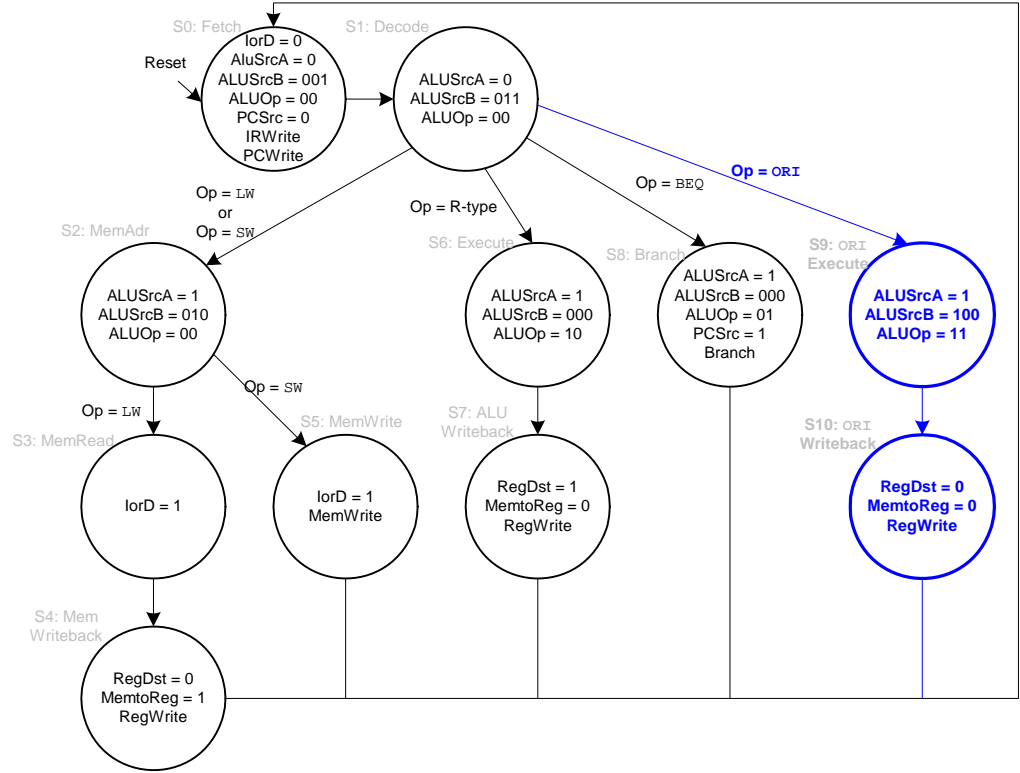 S0: Fetch
IorD = 0
AluSrcA = 0
ALUSrcB = 001
ALUOp = 00
PCSrc = 0
IRWrite
PCWrite
Reset
S1: Decode
ALUSrcA = 0
ALUSrcB = 011
ALUOp = 00
Op = LW
or
Op = SW
Op = R-type
Op = BEQ
Op = ORI
S2: MemAdr
ALUSrcA = 1
ALUSrcB = 010
ALUOp = 00
S6: Execute
ALUSrcA = 1
ALUSrcB = 000
ALUOp = 10
S8: Branch
ALUSrcA = 1
ALUSrcB = 000
ALUOp = 01
PCSrc = 1
Branch
S9: ORI
Execute
ALUSrcA = 1
ALUSrcB = 100
ALUOp = 11
Op = LW
Op = SW
S3: MemRead
IorD = 1
S5: MemWrite
IorD = 1
MemWrite
S7: ALU
Writeback
RegDst = 1
MemtoReg = 0
RegWrite
S10: ORI
Writeback
RegDst = 0
MemtoReg = 0
RegWrite
S4: Mem
Writeback
RegDst = 0
MemtoReg = 1
RegWrite